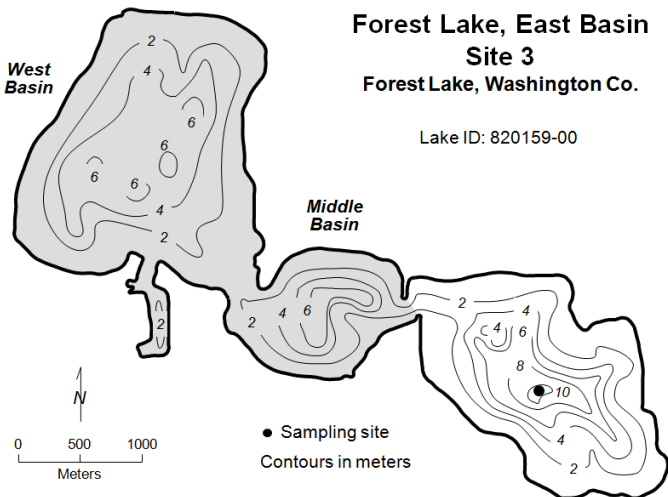 Forest Lake, East Basin
Site 3
Forest Lake, Washington Co.
Lake ID: 820159-00
West
Basin
2
4
6
6
6
6
4
2
2
Middle
Basin
2
4
6
2
4
4
6
8
10
4
2
N
0 500 1000
Meters
Sampling site
Contours in meters